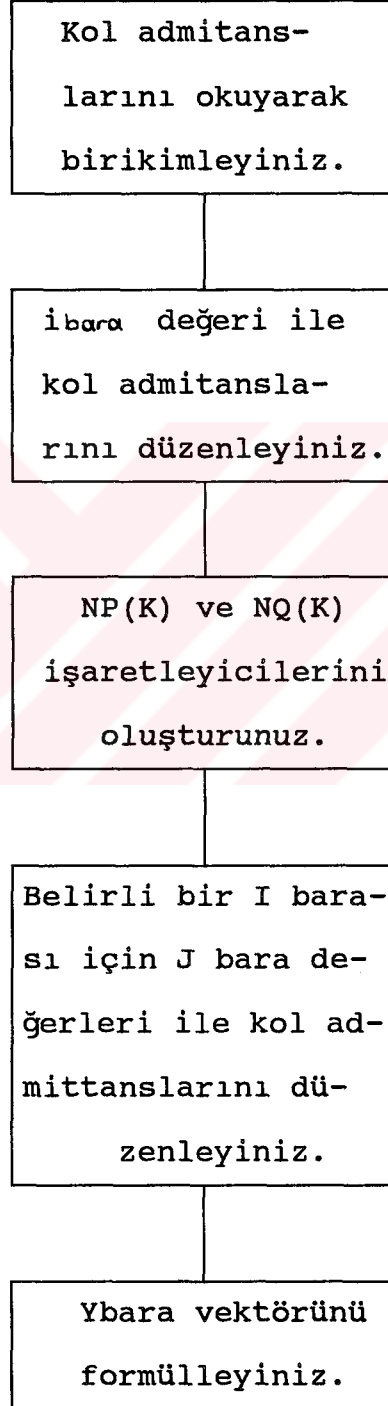 Kol admitans-
larını okuyarak
birikimleyiniz.
ibara değeri ile
kol admitansla-
rını düzenleyiniz.
NP(K) ve NQ(K)
işaretleyicilerini
oluşturunuz.
Belirli bir I bara-
sı için J bara de-
ğerleri ile kol ad-
mittanslarını dü-
zenleyiniz.
Ybara vektörünü
formülleyiniz.